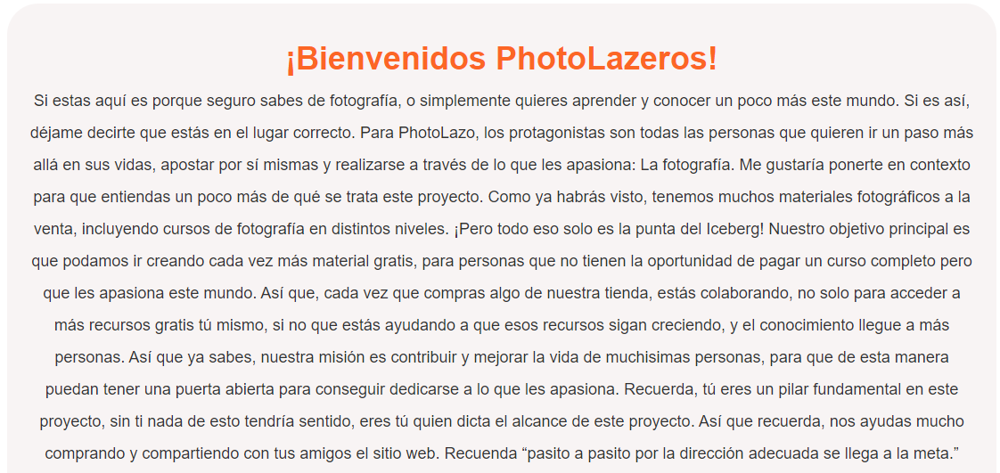 ¡Bienvenidos PhotoLazeros!
Si estas aquí es porque seguro sabes de fotografía, o simplemente quieres aprender y conocer un poco más este mundo. Si es así,
déjame decirte que estás en el lugar correcto. Para PhotoLazo, los protagonistas son todas las personas que quieren ir un paso más
allá en sus vidas, apostar por sí mismas y realizarse a través de lo que les apasiona: La fotografía. Me gustaría ponerte en contexto
para que entiendas un poco más de qué se trata este proyecto. Como ya habrás visto, tenemos muchos materiales fotográficos a la
venta, incluyendo cursos de fotografía en distintos niveles. ¡Pero todo eso solo es la punta del Iceberg! Nuestro objetivo principal es
que podamos ir creando cada vez más material gratis, para personas que no tienen la oportunidad de pagar un curso completo pero
que les apasiona este mundo. Así que, cada vez que compras algo de nuestra tienda, estás colaborando, no solo para acceder a
más recursos gratis tú mismo, si no que estás ayudando a que esos recursos sigan creciendo, y el conocimiento llegue a más
personas. Así que ya sabes, nuestra misión es contribuir y mejorar la vida de muchisimas personas, para que de esta manera
puedan tener una puerta abierta para conseguir dedicarse a lo que les apasiona. Recuerda, tú eres un pilar fundamental en este
proyecto, sin ti nada de esto tendría sentido, eres tú quien dicta el alcance de este proyecto. Así que recuerda, nos ayudas mucho
comprando y compartiendo con tus amigos el sitio web. Recuenda “pasito a pasito por la dirección adecuada se llega a la meta.”